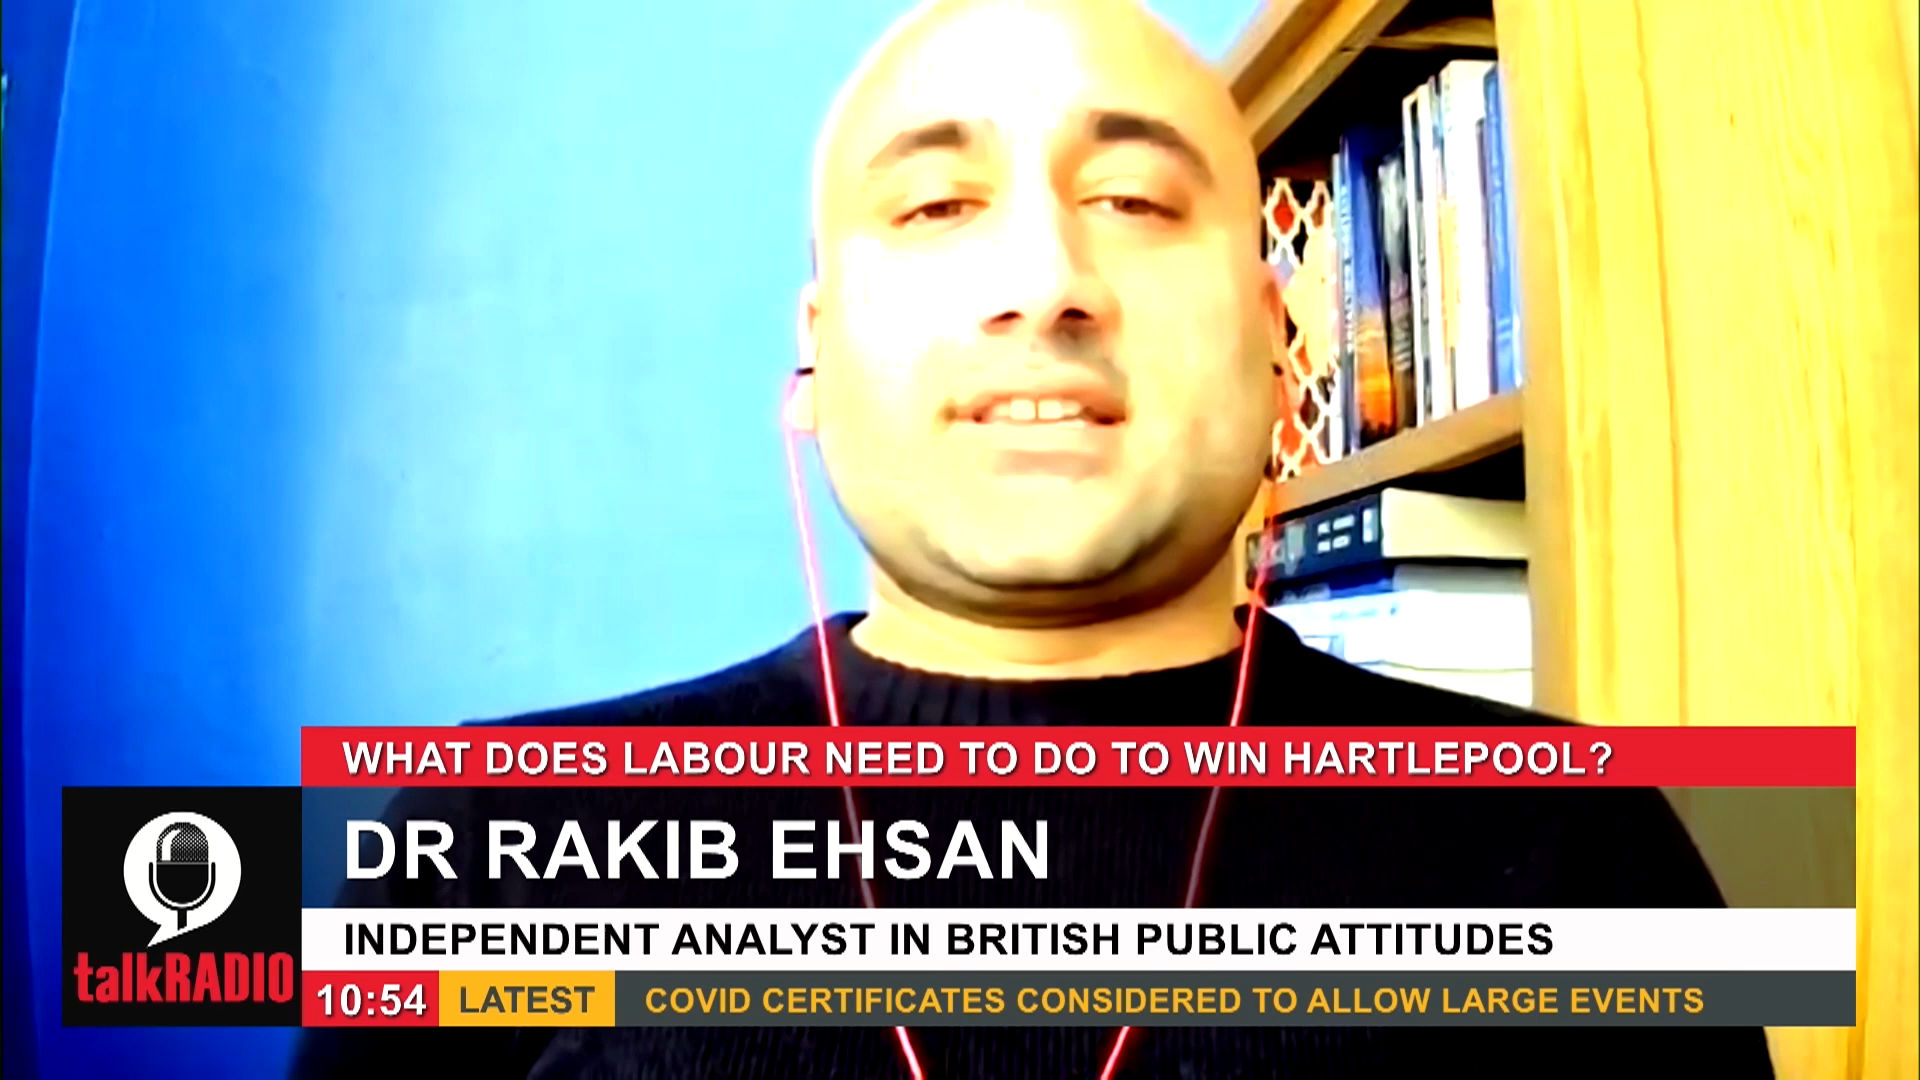 WHAT DOES LABOUR NEED TO DO TO WIN HARTLEPOOL?
DR RAKIB EHSAN
INDEPENDENT ANALYST IN BRITISH PUBLIC ATTITUDES
talkRADIO
10:54 LATEST COVID CERTIFICATES CONSIDERED TO ALLOW LARGE EVENTS